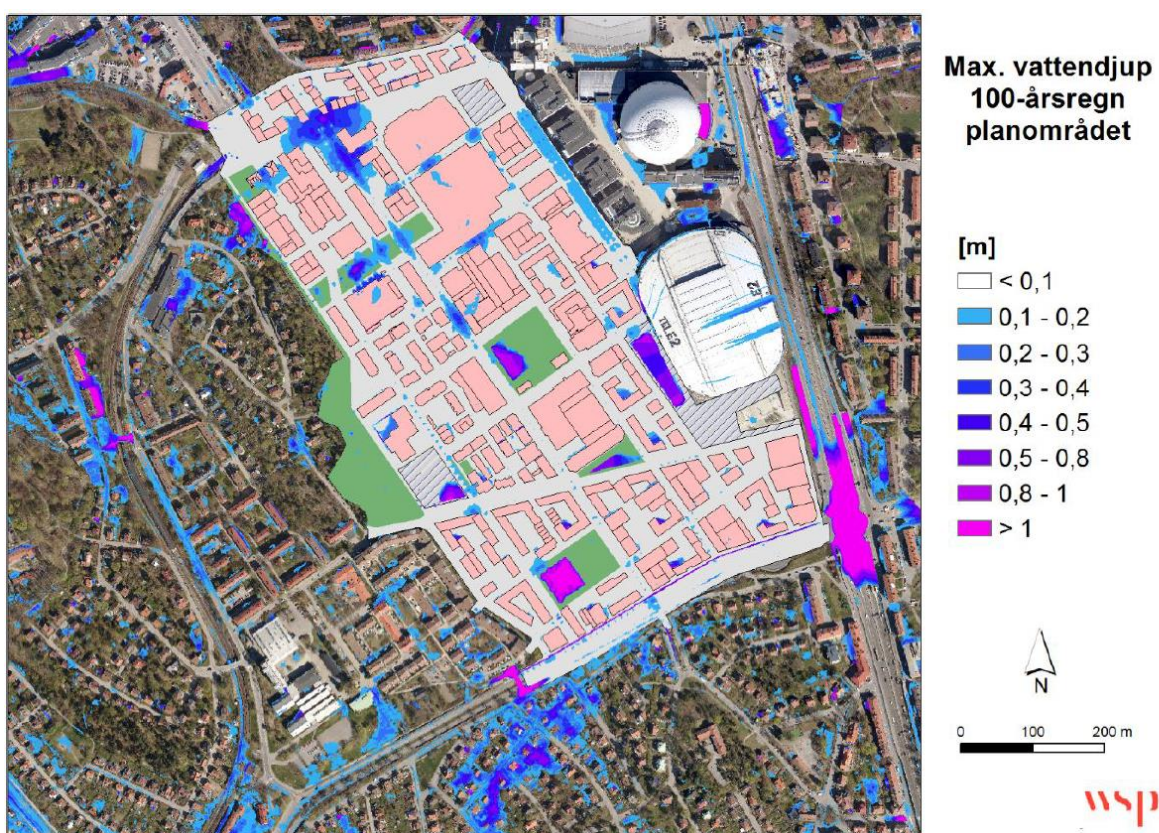 Max. vattendjup
100-årsregn
planområdet
[m]
< 0,1
0,1 - 0,2
0,2 - 0,3
0,3 - 0,4
0,4 - 0,5
0,5 - 0,8
0,8 - 1
> 1
TELE2
N
0 100 200 m
wsp